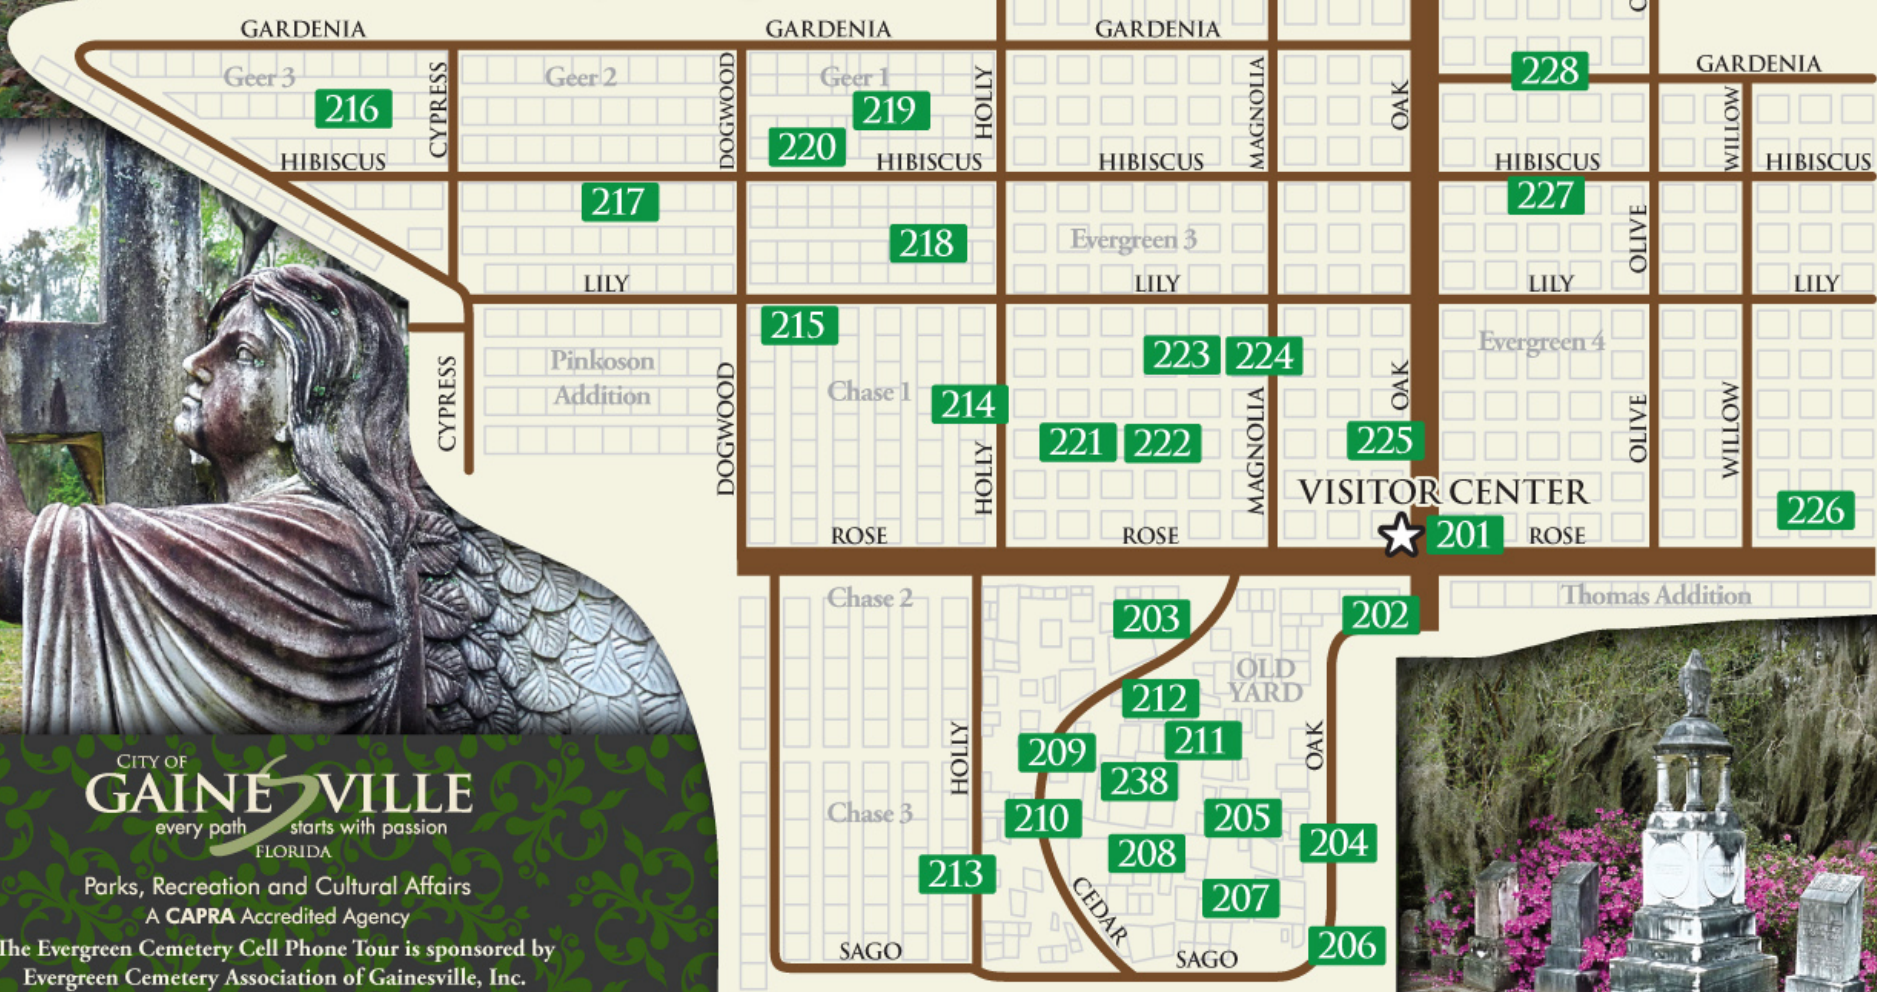 GARDENIA
GARDENIA
GARDENIA
GARDENIA
Geer 3
Geer 2
Geer 1
228
216
219
220
CYPRESS
DOGWOOD
HOLLY
MAGNOLIA
OAK
WILLOW
HIBISCUS
HIBISCUS
HIBISCUS
HIBISCUS
HIBISCUS
217
218
227
Evergreen 3
OLIVE
LILY
LILY
LILY
LILY
215
223
224
Evergreen 4
Pinkoson
Addition
Chase 1
214
CYPRESS
DOGWOOD
HOLLY
MAGNOLIA
OAK
OLIVE
WILLOW
221
222
225
VISITOR CENTER
226
ROSE
ROSE
201
ROSE
Chase 2
Thomas Addition
203
202
OLD
YARD
212
211
209
238
HOLLY
OAK
Chase 3
210
205
204
208
213
207
CEDAR
206
SAGO
SAGO
CITY OF
GAINESVILLE
every path starts with passion
FLORIDA
Parks, Recreation and Cultural Affairs
A CAPRA Accredited Agency
The Evergreen Cemetery Cell Phone Tour is sponsored by
Evergreen Cemetery Association of Gainesville, Inc.